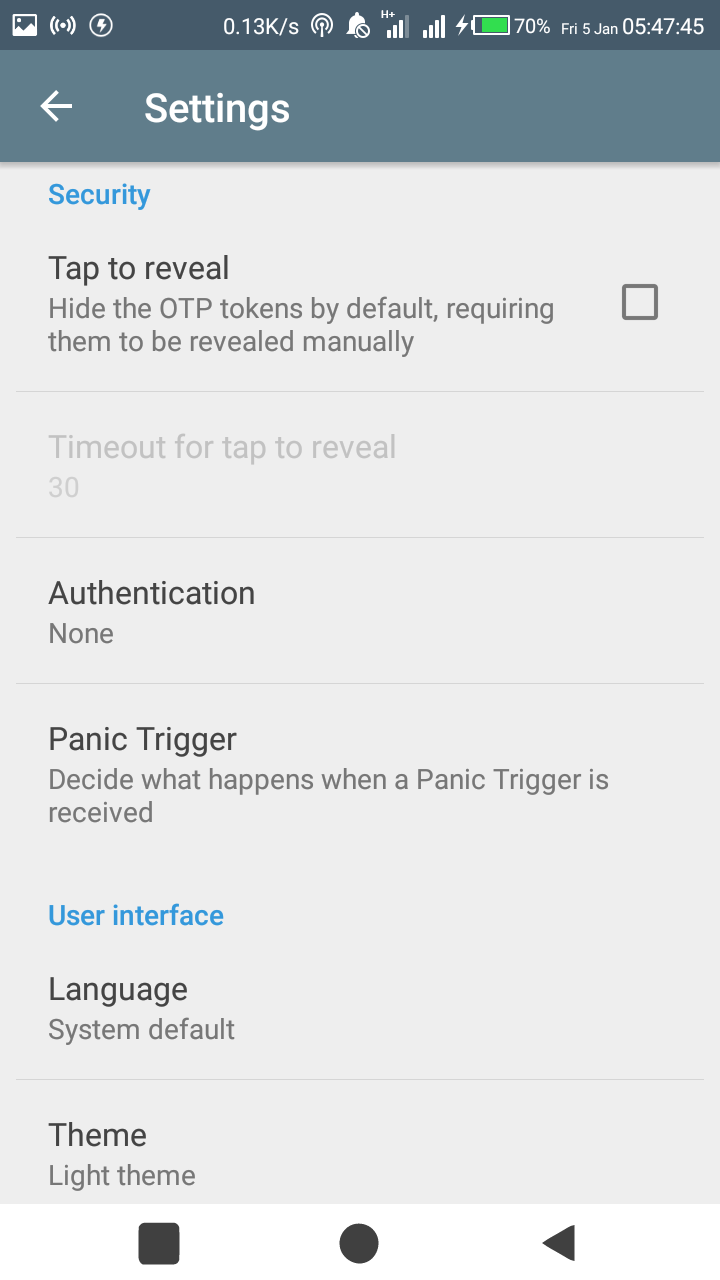 0.13K/s H+ 70% Fri 5 Jan 05:47:45
Settings
Security
Tap to reveal
Hide the OTP tokens by default, requiring
them to be revealed manually
Timeout for tap to reveal
30
Authentication
None
Panic Trigger
Decide what happens when a Panic Trigger is
received
User interface
Language
System default
Theme
Light theme